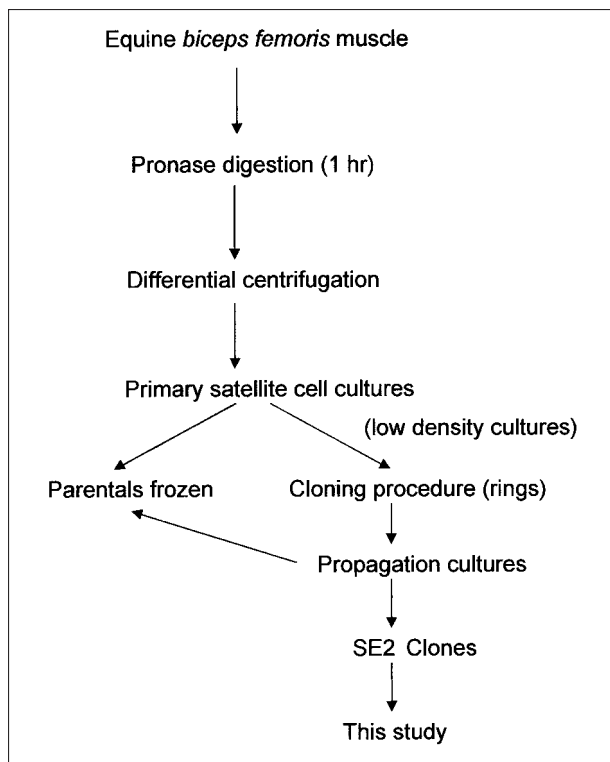 Equine biceps femoris muscle
Pronase digestion (1 hr)
Differential centrifugation
Primary satellite cell cultures
(low density cultures)
Parentals frozen
Cloning procedure (rings)
Propagation cultures
SE2 Clones
This study